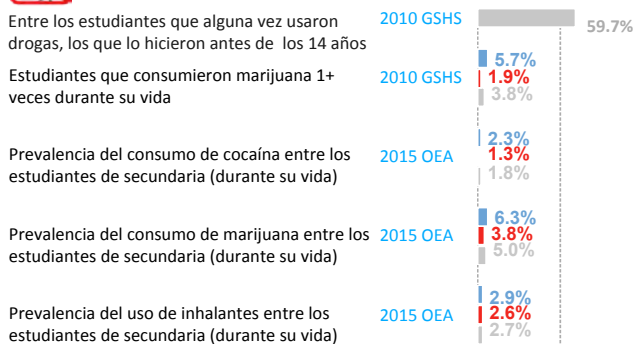 Entre los estudiantes que alguna vez usaron
drogas, los que lo hicieron antes de los 14 años
2010 GSHS
59.7%
Estudiantes que consumieron marijuana 1+
veces durante su vida
2010 GSHS
5.7%
1.9%
3.8%
Prevalencia del consumo de cocaína entre los
estudiantes de secundaria (durante su vida)
2015 OEA
2.3%
1.3%
1.8%
Prevalencia del consumo de marijuana entre los
estudiantes de secundaria (durante su vida)
2015 OEA
6.3%
3.8%
5.0%
Prevalencia del uso de inhalantes entre los
estudiantes de secundaria (durante su vida)
2015 OEA
2.9%
2.6%
2.7%